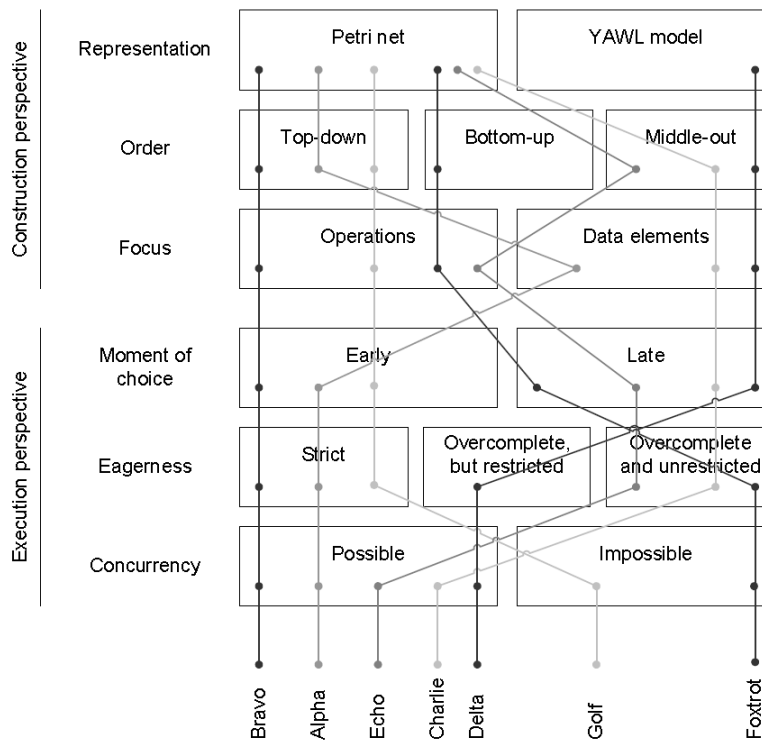 Construction perspective
Representation
Petri net
YAWL model
Order
Top-down
Bottom-up
Middle-out
Focus
Operations
Data elements
Execution perspective
Moment of
choice
Early
Late
Eagerness
Strict
Overcomplete,
but restricted
Overcomplete
and unrestricted
Concurrency
Possible
Impossible
Bravo
Alpha
Echo
Charlie
Delta
Golf
Foxtrot